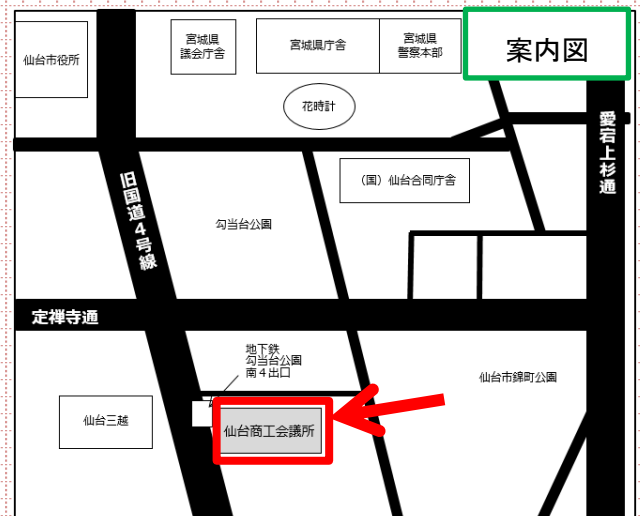 仙台市役所
宮城県
議会庁舎
宮城県庁舎
宮城県
警察本部
案内図
花時計
愛宕上杉通
（国）仙台合同庁舎
旧国道４号線
勾当台公園
定禅寺通
地下鉄
勾当台公園
南４出口
仙台市錦町公園
仙台三越
仙台商工会議所